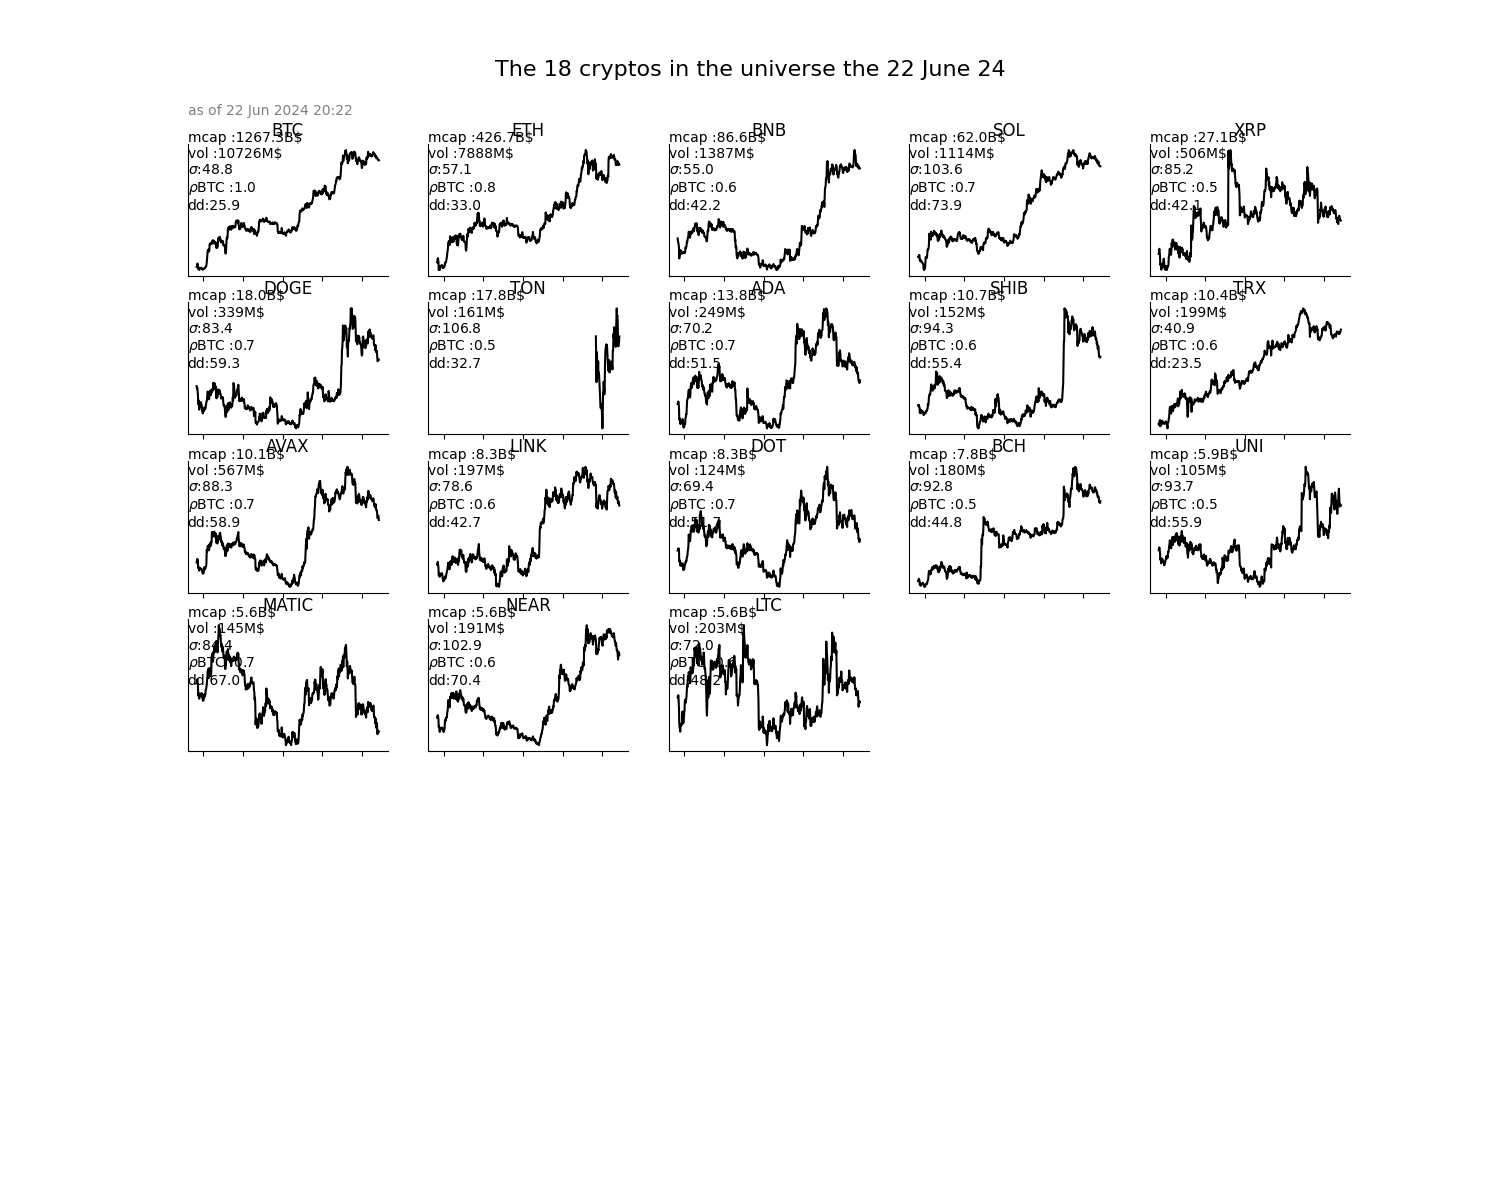 The 18 cryptos in the universe the 22 June 24
as of 22 Jun 2024 20:22
BTC
mcap :1267.3B$
vol :10726M$
σ:48.8
ρBTC :1.0
dd:25.9
ETH
mcap :426.7B$
vol :7888M$
σ:57.1
ρBTC :0.8
dd:33.0
BNB
mcap :86.6B$
vol :1387M$
σ:55.0
ρBTC :0.6
dd:42.2
SOL
mcap :62.0B$
vol :1114M$
σ:103.6
ρBTC :0.7
dd:73.9
XRP
mcap :27.1B$
vol :506M$
σ:85.2
ρBTC :0.5
dd:42.1
DOGE
mcap :18.0B$
vol :339M$
σ:83.4
ρBTC :0.7
dd:59.3
TON
mcap :17.8B$
vol :161M$
σ:106.8
ρBTC :0.5
dd:32.7
ADA
mcap :13.8B$
vol :249M$
σ:70.2
ρBTC :0.7
dd:51.5
SHIB
mcap :10.7B$
vol :152M$
σ:94.3
ρBTC :0.6
dd:55.4
TRX
mcap :10.4B$
vol :199M$
σ:40.9
ρBTC :0.6
dd:23.5
AVAX
mcap :10.1B$
vol :567M$
σ:88.3
ρBTC :0.7
dd:58.9
LINK
mcap :8.3B$
vol :197M$
σ:78.6
ρBTC :0.6
dd:42.7
DOT
mcap :8.3B$
vol :124M$
σ:69.4
ρBTC :0.7
BCH
mcap :7.8B$
vol :180M$
σ:92.8
ρBTC :0.5
dd:44.8
UNI
mcap :5.9B$
vol :105M$
σ:93.7
ρBTC :0.5
dd:55.9
MATIC
mcap :5.6B$
vol :145M$
ρBTC :0.7
dd:67.0
NEAR
mcap :5.6B$
vol :191M$
σ:102.9
ρBTC :0.6
dd:70.4
LTC
mcap :5.6B$
vol :203M$
σ:72.0
ρBTC
dd:48.2